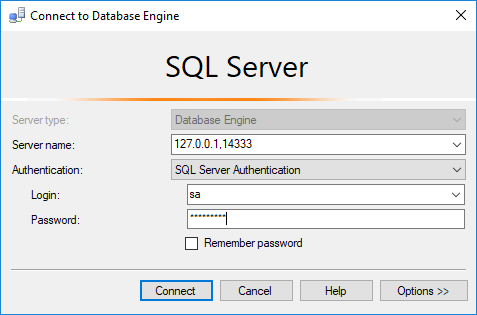 Connect to Database Engine
SQL Server
Server type: Database Engine
Server name: 127.0.0.1,14333
Authentication: SQL Server Authentication
Login: sa
Password: *********
Remember password
Connect Cancel Help Options >>